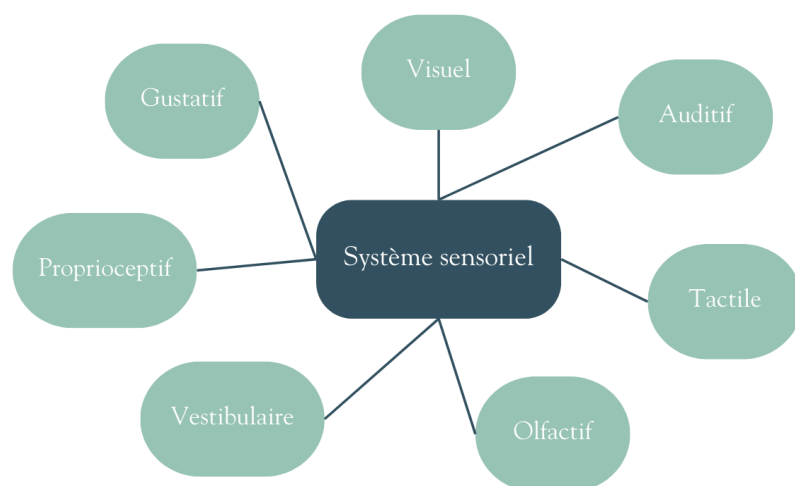 Visuel
Gustatif
Auditif
Système sensoriel
Proprioceptif
Tactile
Vestibulaire
Olfactif